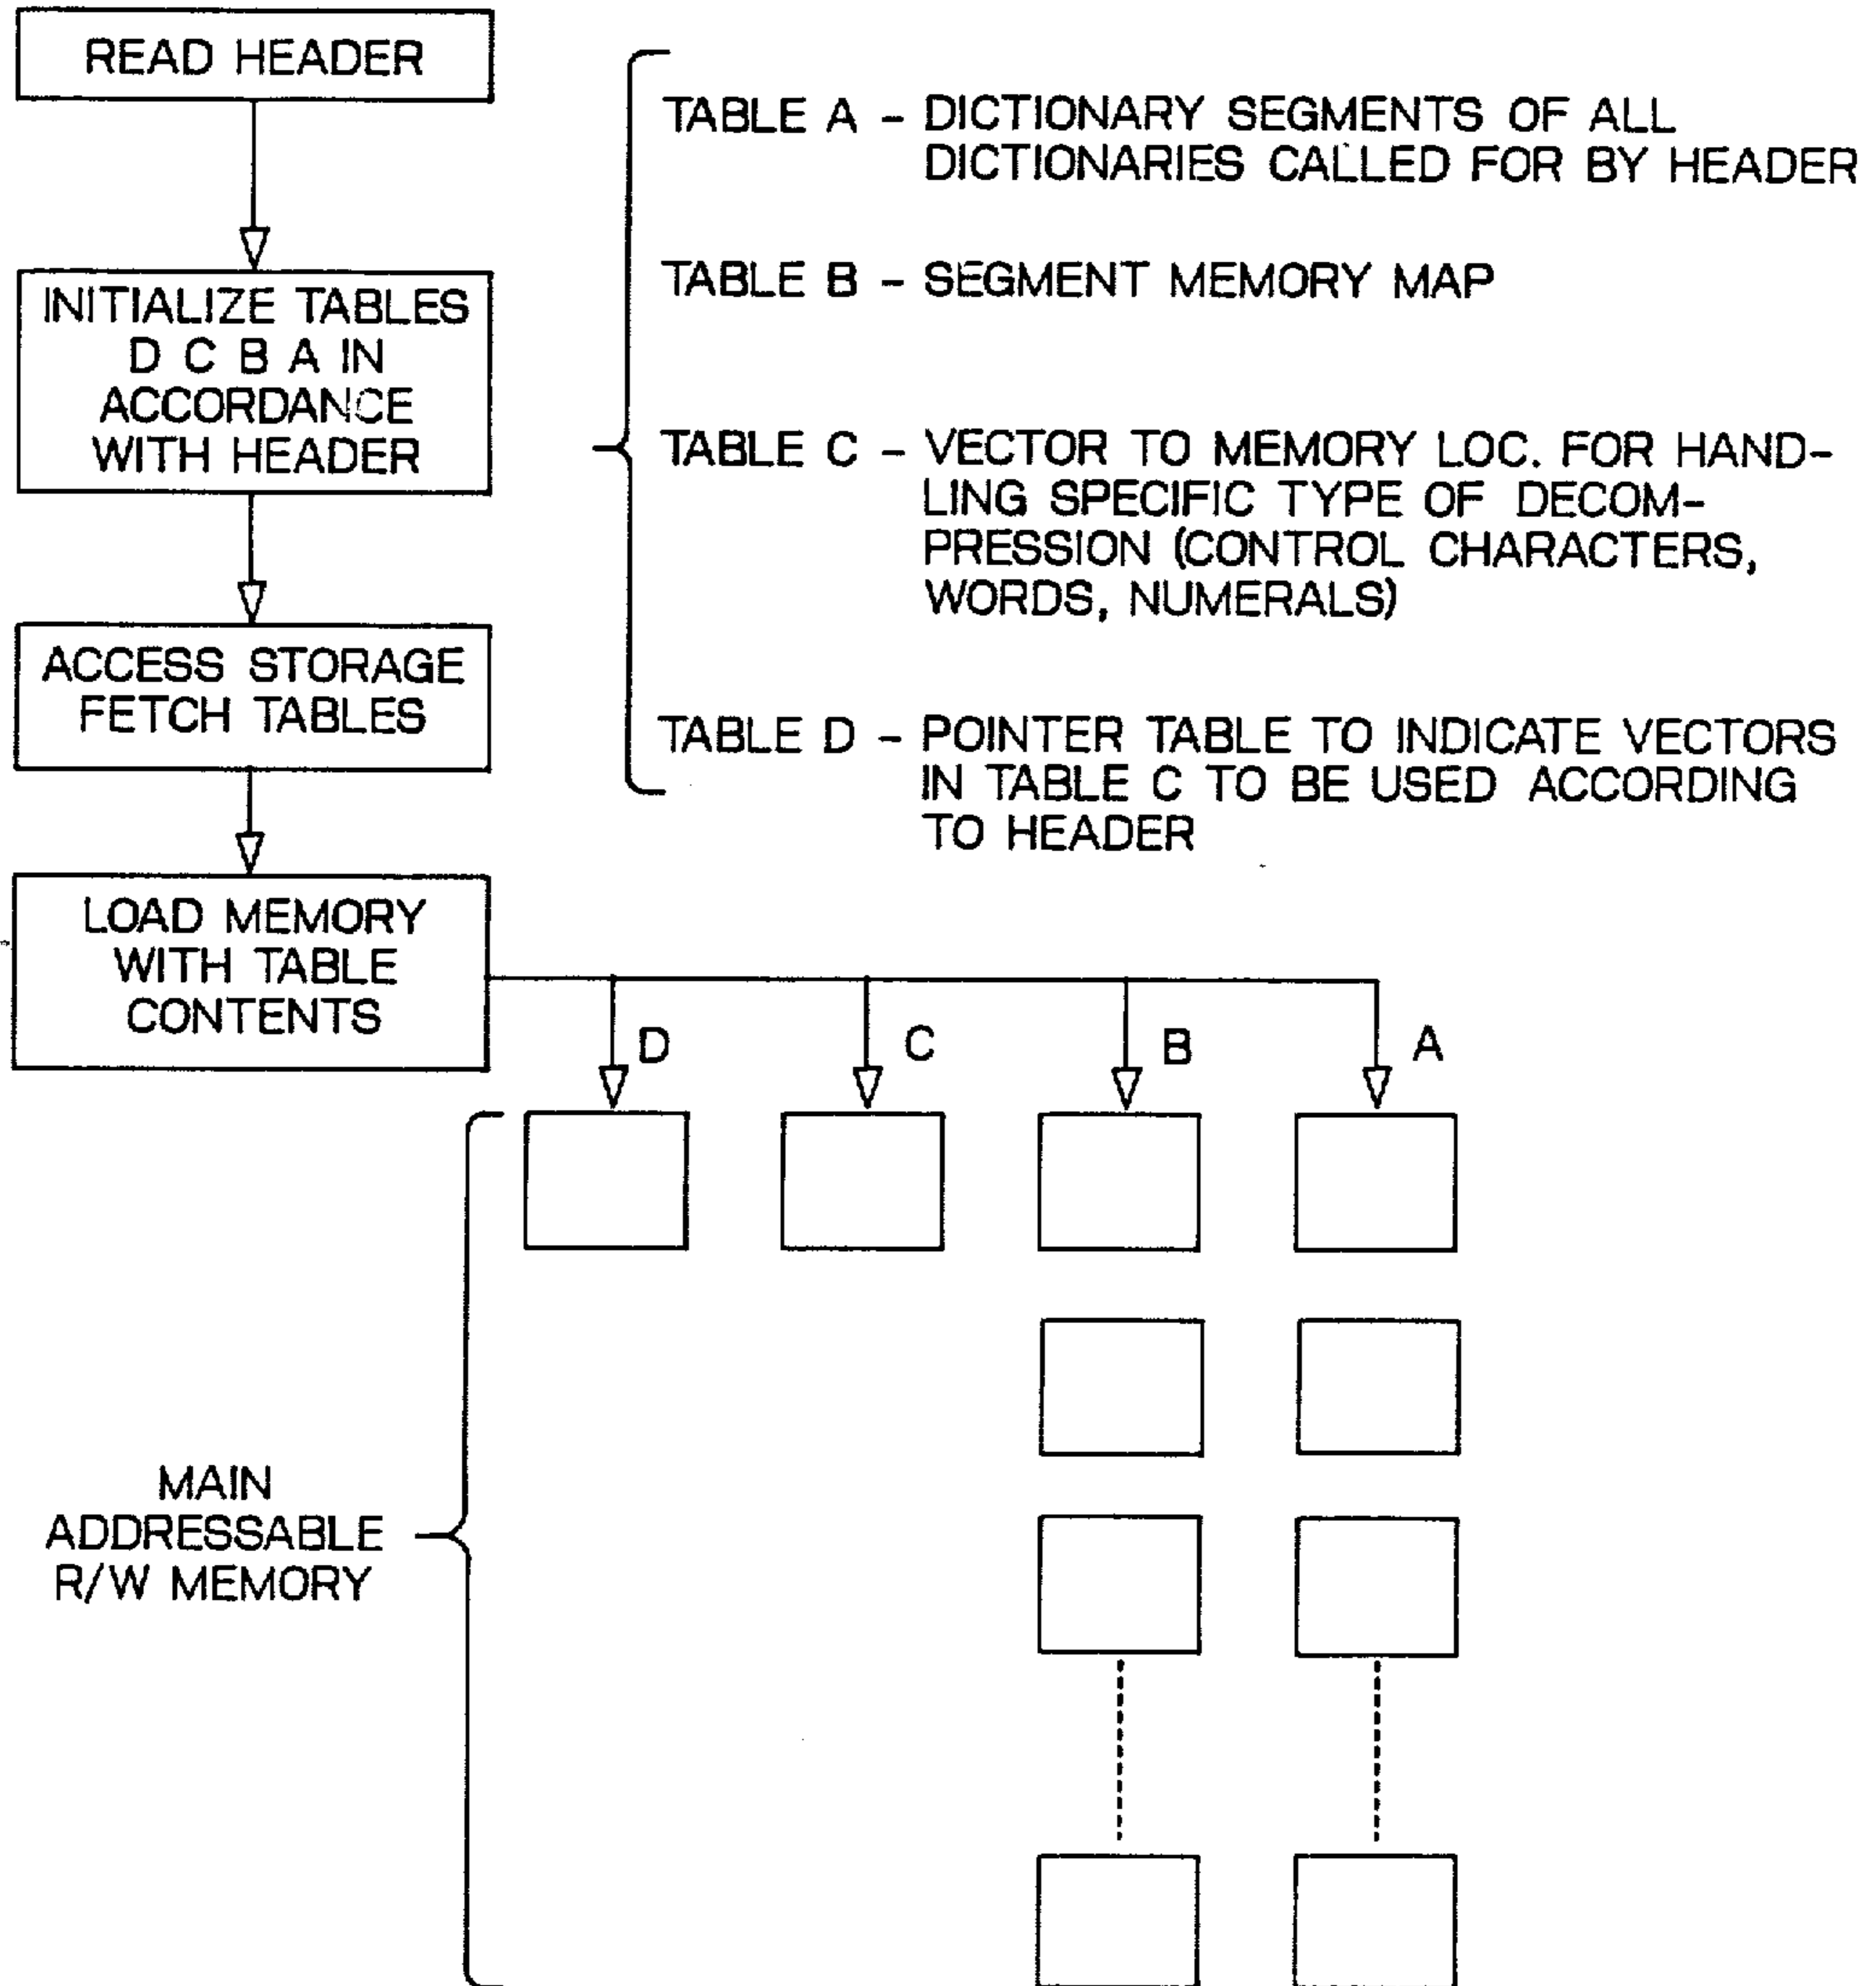 READ HEADER
INITIALIZE TABLES
D C B A IN
ACCORDANCE
WITH HEADER
ACCESS STORAGE
FETCH TABLES
LOAD MEMORY
WITH TABLE
CONTENTS
TABLE A - DICTIONARY SEGMENTS OF ALL
DICTIONARIES CALLED FOR BY HEADER
TABLE B - SEGMENT MEMORY MAP
TABLE C - VECTOR TO MEMORY LOC. FOR HAND-
LING SPECIFIC TYPE OF DECOM-
PRESSION (CONTROL CHARACTERS,
WORDS, NUMERALS)
TABLE D - POINTER TABLE TO INDICATE VECTORS
IN TABLE C TO BE USED ACCORDING
TO HEADER
D C B A
MAIN
ADDRESSABLE
R/W MEMORY